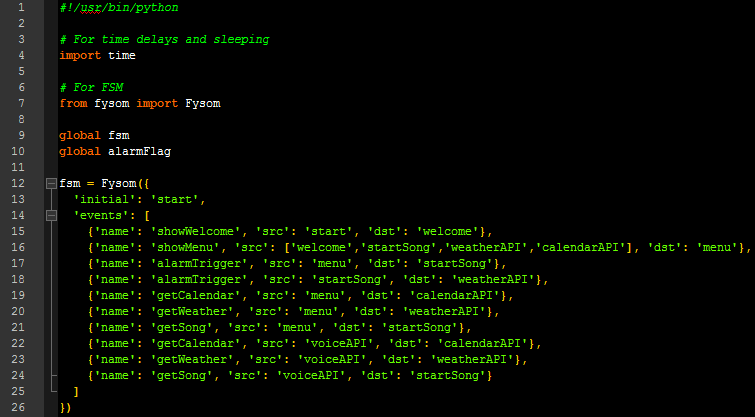 1 #!/usr/bin/python
2
3 # For time delays and sleeping
4 import time
5
6 # For FSM
7 from fysom import Fysom
8
9 global fsm
10 global alarmFlag
11
12 fsm = Fysom({
13   'initial': 'start',
14   'events': [
15     {'name': 'showWelcome', 'src': 'start', 'dst': 'welcome'},
16     {'name': 'showMenu', 'src': ['welcome','startSong','weatherAPI','calendarAPI'], 'dst': 'menu'},
17     {'name': 'alarmTrigger', 'src': 'menu', 'dst': 'startSong'},
18     {'name': 'alarmTrigger', 'src': 'startSong', 'dst': 'weatherAPI'},
19     {'name': 'getCalendar', 'src': 'menu', 'dst': 'calendarAPI'},
20     {'name': 'getWeather', 'src': 'menu', 'dst': 'weatherAPI'},
21     {'name': 'getSong', 'src': 'menu', 'dst': 'startSong'},
22     {'name': 'getCalendar', 'src': 'voiceAPI', 'dst': 'calendarAPI'},
23     {'name': 'getWeather', 'src': 'voiceAPI', 'dst': 'weatherAPI'},
24     {'name': 'getSong', 'src': 'voiceAPI', 'dst': 'startSong'}
25   ]
26 })